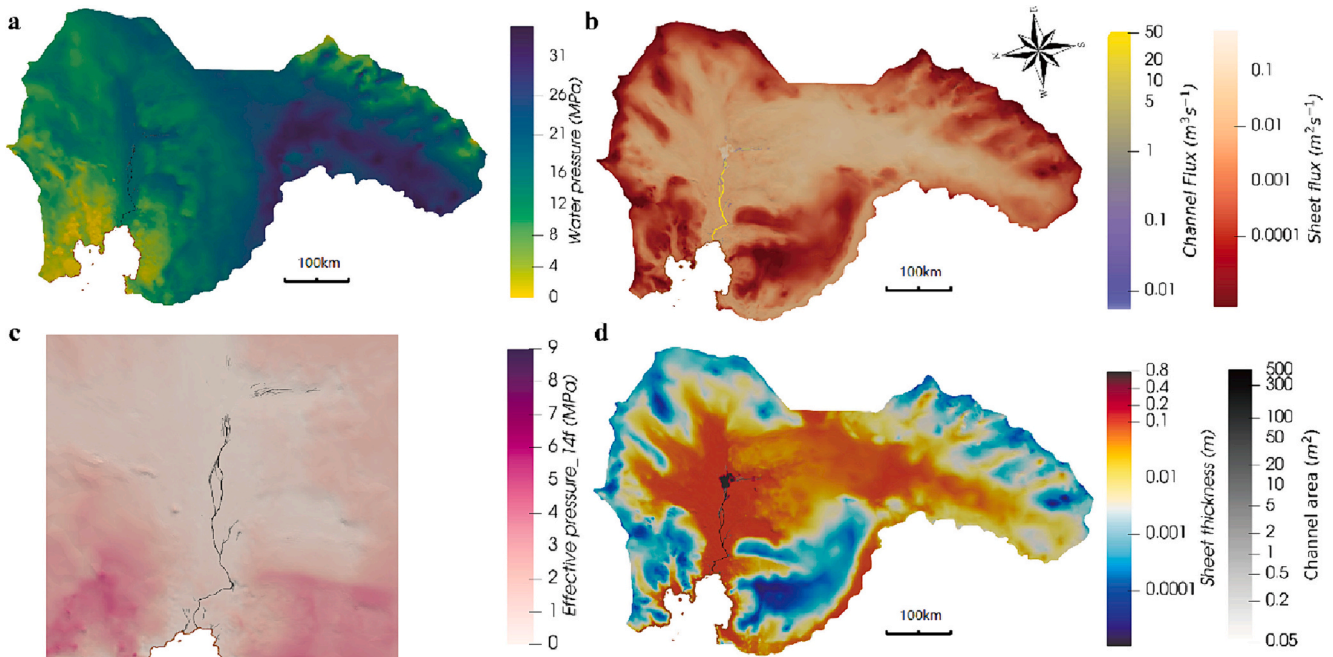 a
31
26
21
16
12
8
4
0
Water pressure (MPa)
100km
b
E
S
W
N
50
20
10
5
1
0.1
0.01
Channel Flux (m³s⁻¹)
0.1
0.01
0.001
0.0001
Sheet flux (m²s⁻¹)
100km
c
9
8
7
6
5
4
3
2
1
0
Effective pressure_14f (MPa)
d
0.8
0.4
0.2
0.1
0.01
0.001
0.0001
Sheet thickness (m)
500
300
100
50
20
10
5
2
1
0.5
0.2
0.05
Channel area (m²)
100km